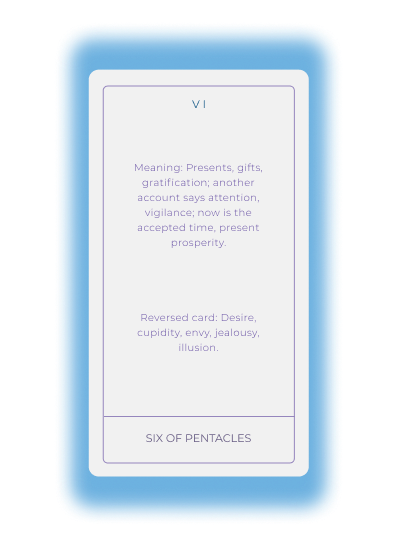 VI
Meaning: Presents, gifts,
gratification; another
account says attention,
vigilance; now is the
accepted time, present
prosperity.
Reversed card: Desire,
cupidity, envy, jealousy,
illusion.
SIX OF PENTACLES